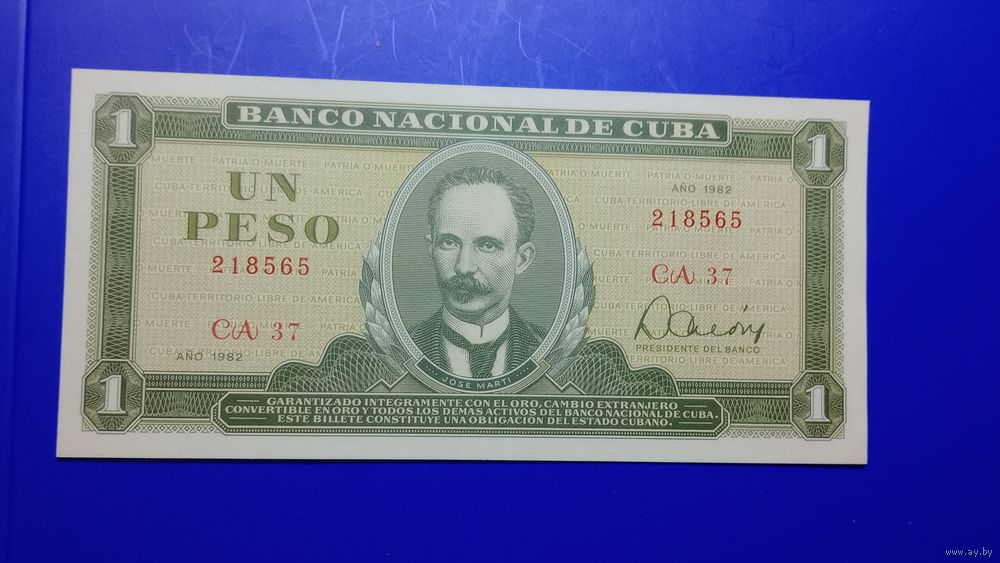 1 BANCO NACIONAL DE CUBA 1
UN
PESO
218565
CA 37
AÑO 1982
AÑO 1982
218565
CA 37
PRESIDENTE DEL BANCO
JOSE MARTI
MUERTE PATRIA O MUERTE PATRIA O MUERTE
CUBA TERRITORIO LIBRE DE AMERICA
1 1
GARANTIZADO INTEGRAMENTE CON EL ORO, CAMBIO EXTRANJERO
CONVERTIBLE EN ORO Y TODOS LOS DEMAS ACTIVOS DEL BANCO NACIONAL DE CUBA.
ESTE BILLETE CONSTITUYE UNA OBLIGACION DEL ESTADO CUBANO.
www.ay.by